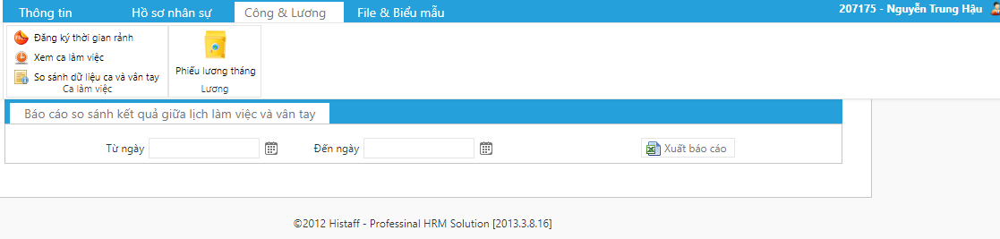 Thông tin Hồ sơ nhân sự Công & Lương File & Biểu mẫu 207175 - Nguyễn Trung Hậu
Đăng ký thời gian rảnh
Xem ca làm việc
So sánh dữ liệu ca và vân tay
Ca làm việc
Phiếu lương tháng
Lương
Báo cáo so sánh kết quả giữa lịch làm việc và vân tay
Từ ngày Đến ngày Xuất báo cáo
©2012 Histaff - Professinal HRM Solution [2013.3.8.16]